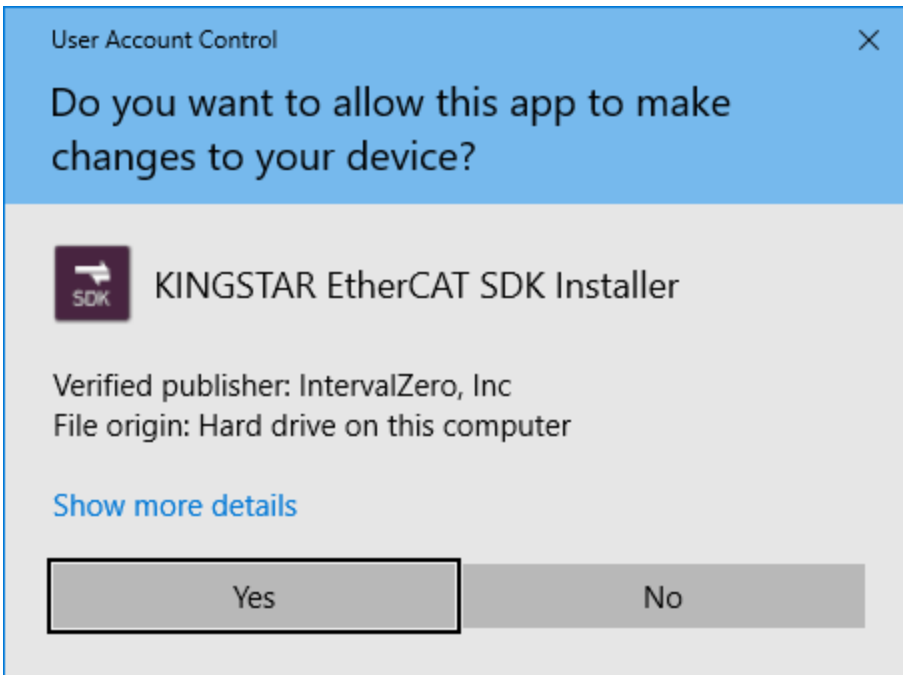 User Account Control
Do you want to allow this app to make
changes to your device?
SDK
KINGSTAR EtherCAT SDK Installer
Verified publisher: IntervalZero, Inc
File origin: Hard drive on this computer
Show more details
Yes
No